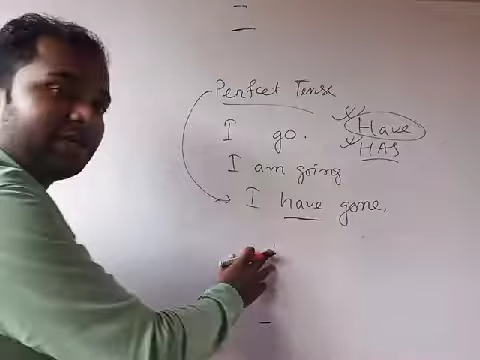 Perfect Tense
I go.
Have
HAS
I am going
I have gone.